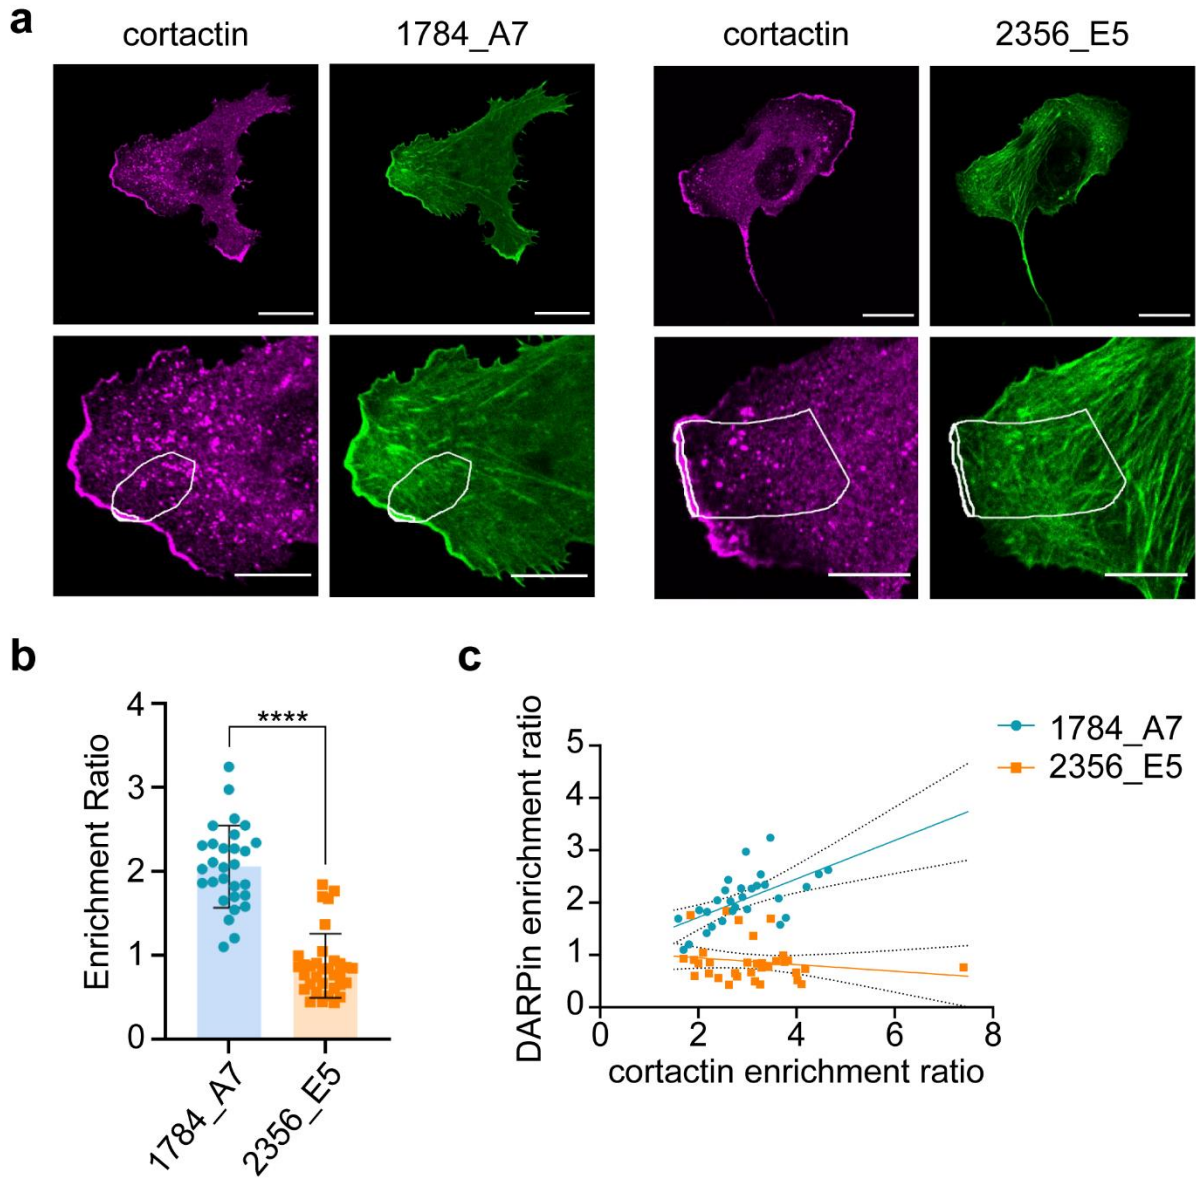 a
cortactin 1784_A7 cortactin 2356_E5
b
Enrichment Ratio
4
3
2
1
0
****
1784_A7
2356_E5
c
DARPin enrichment ratio
5
4
3
2
1
0
0 2 4 6 8
cortactin enrichment ratio
1784_A7
2356_E5